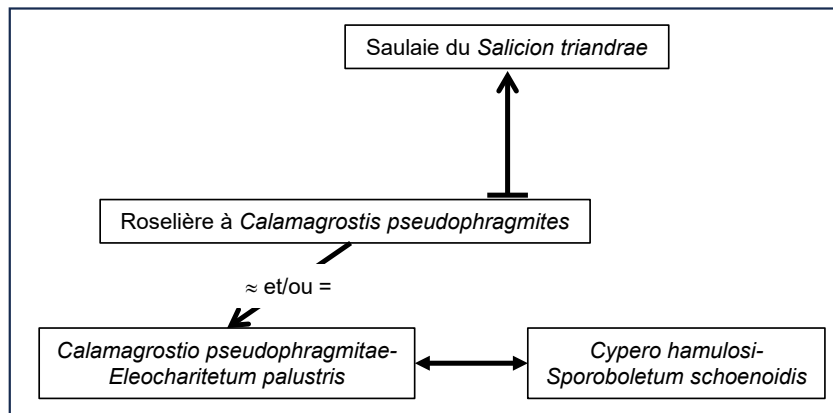 Saulaie du Salicion triandrae
Roselière à Calamagrostis pseudophragmites
≈ et/ou =
Calamagrostio pseudophragmitae-
Eleocharitetum palustris
Cypero hamulosi-
Sporoboletum schoenoidis